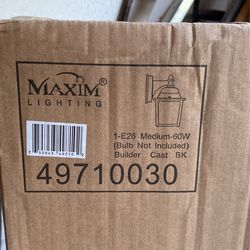 MAXIM
LIGHTING
1-E26 Medium-60W
(Bulb Not Included)
Builder Cast BK
49710030